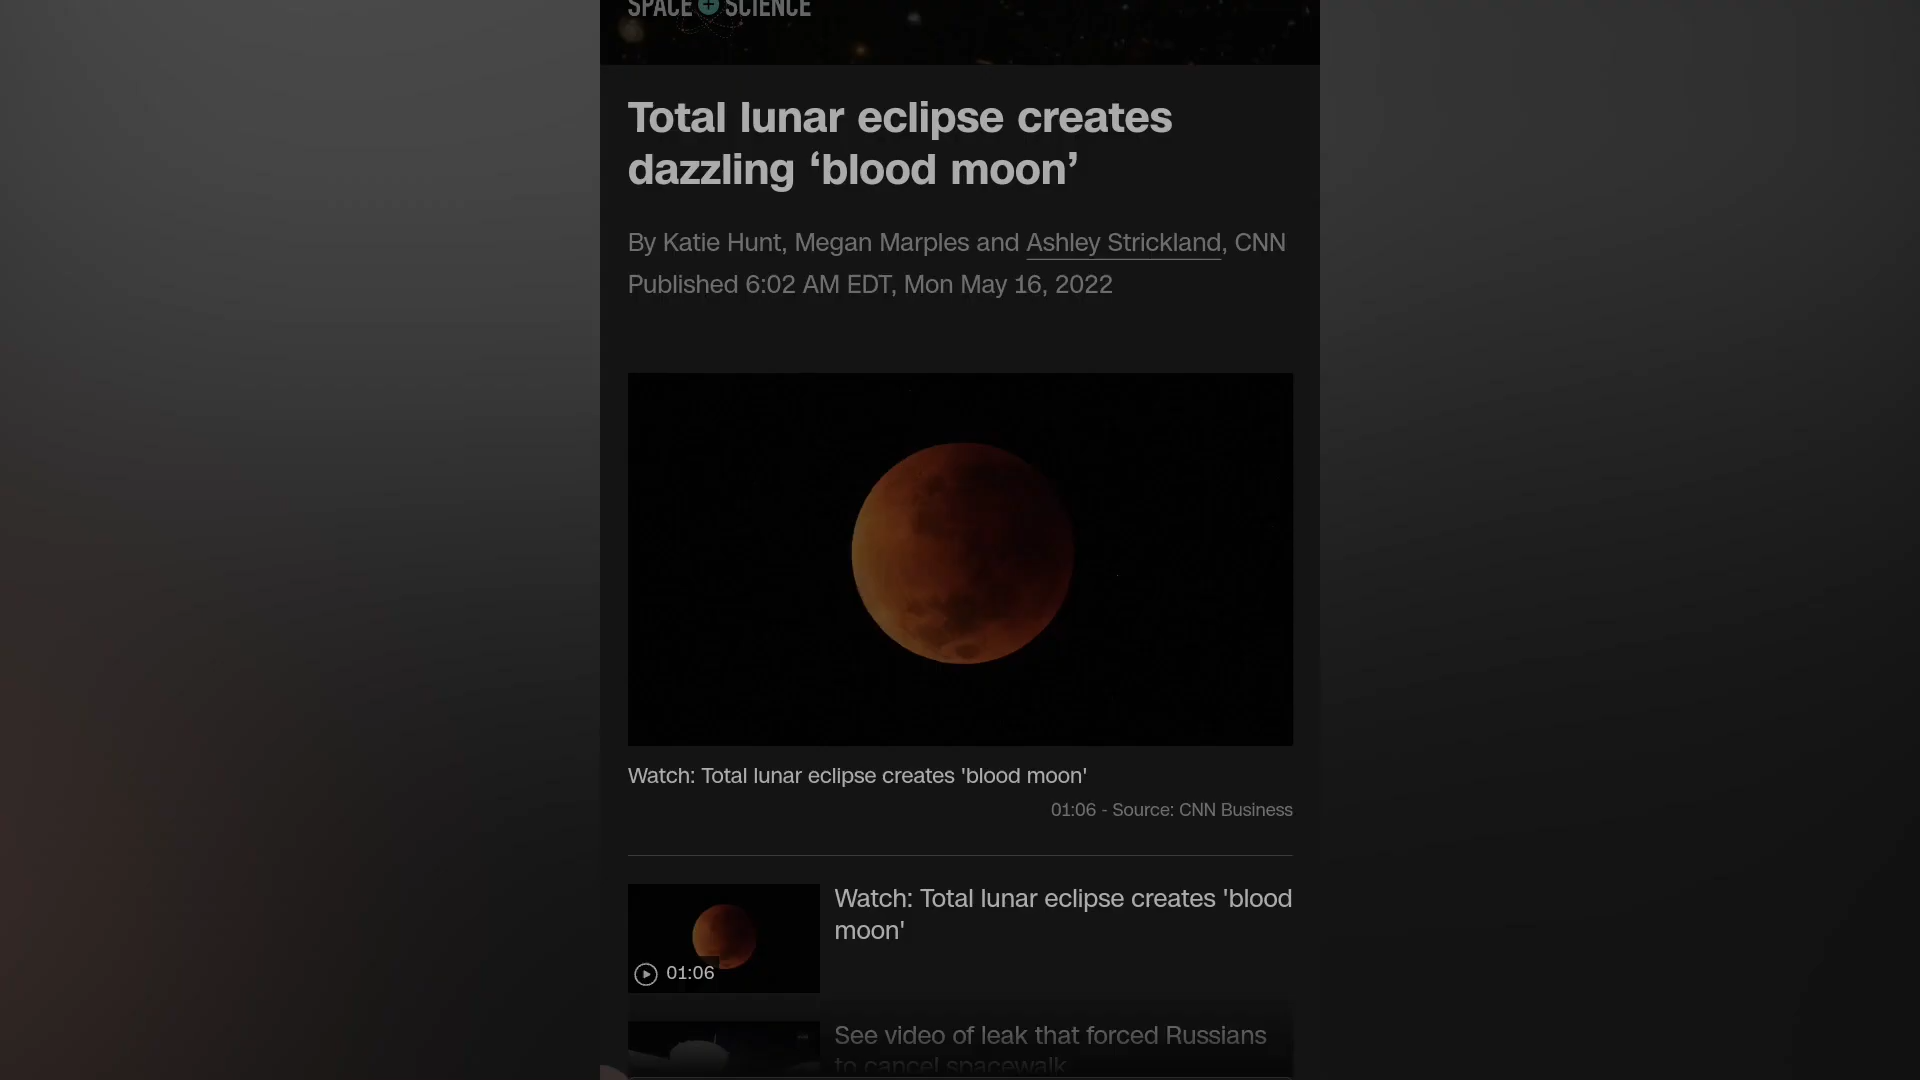 SPACE + SCIENCE
Total lunar eclipse creates
dazzling ‘blood moon’
By Katie Hunt, Megan Marples and Ashley Strickland, CNN
Published 6:02 AM EDT, Mon May 16, 2022
Watch: Total lunar eclipse creates 'blood moon'
01:06 - Source: CNN Business
Watch: Total lunar eclipse creates 'blood
moon'
01:06
See video of leak that forced Russians
to cancel spacewalk